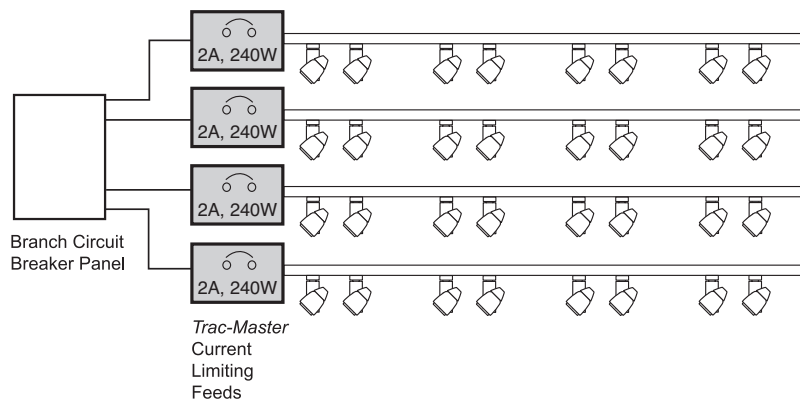 2A, 240W
2A, 240W
2A, 240W
2A, 240W
Branch Circuit
Breaker Panel
Trac-Master
Current
Limiting
Feeds